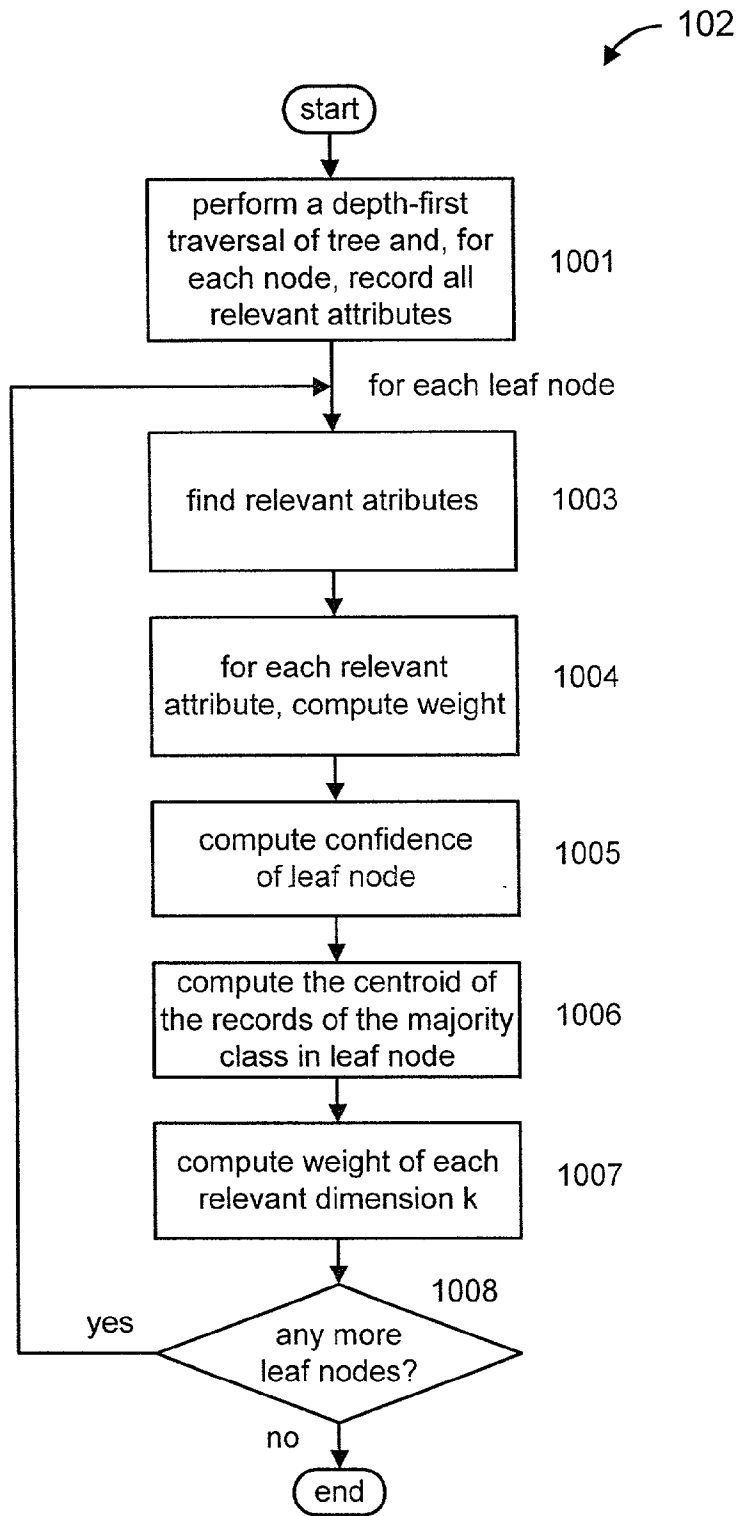 102
start
perform a depth-first
traversal of tree and, for
each node, record all
relevant attributes
1001
for each leaf node
find relevant atributes
1003
for each relevant
attribute, compute weight
1004
compute confidence
of leaf node
1005
compute the centroid of
the records of the majority
class in leaf node
1006
compute weight of each
relevant dimension k
1007
1008
yes
any more
leaf nodes?
no
end